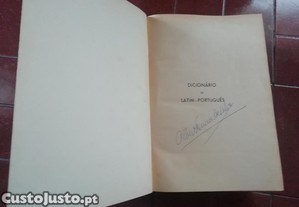 DICIONÁRIO
DE
LATIM-PORTUGUÊS
CustoJusto.pt